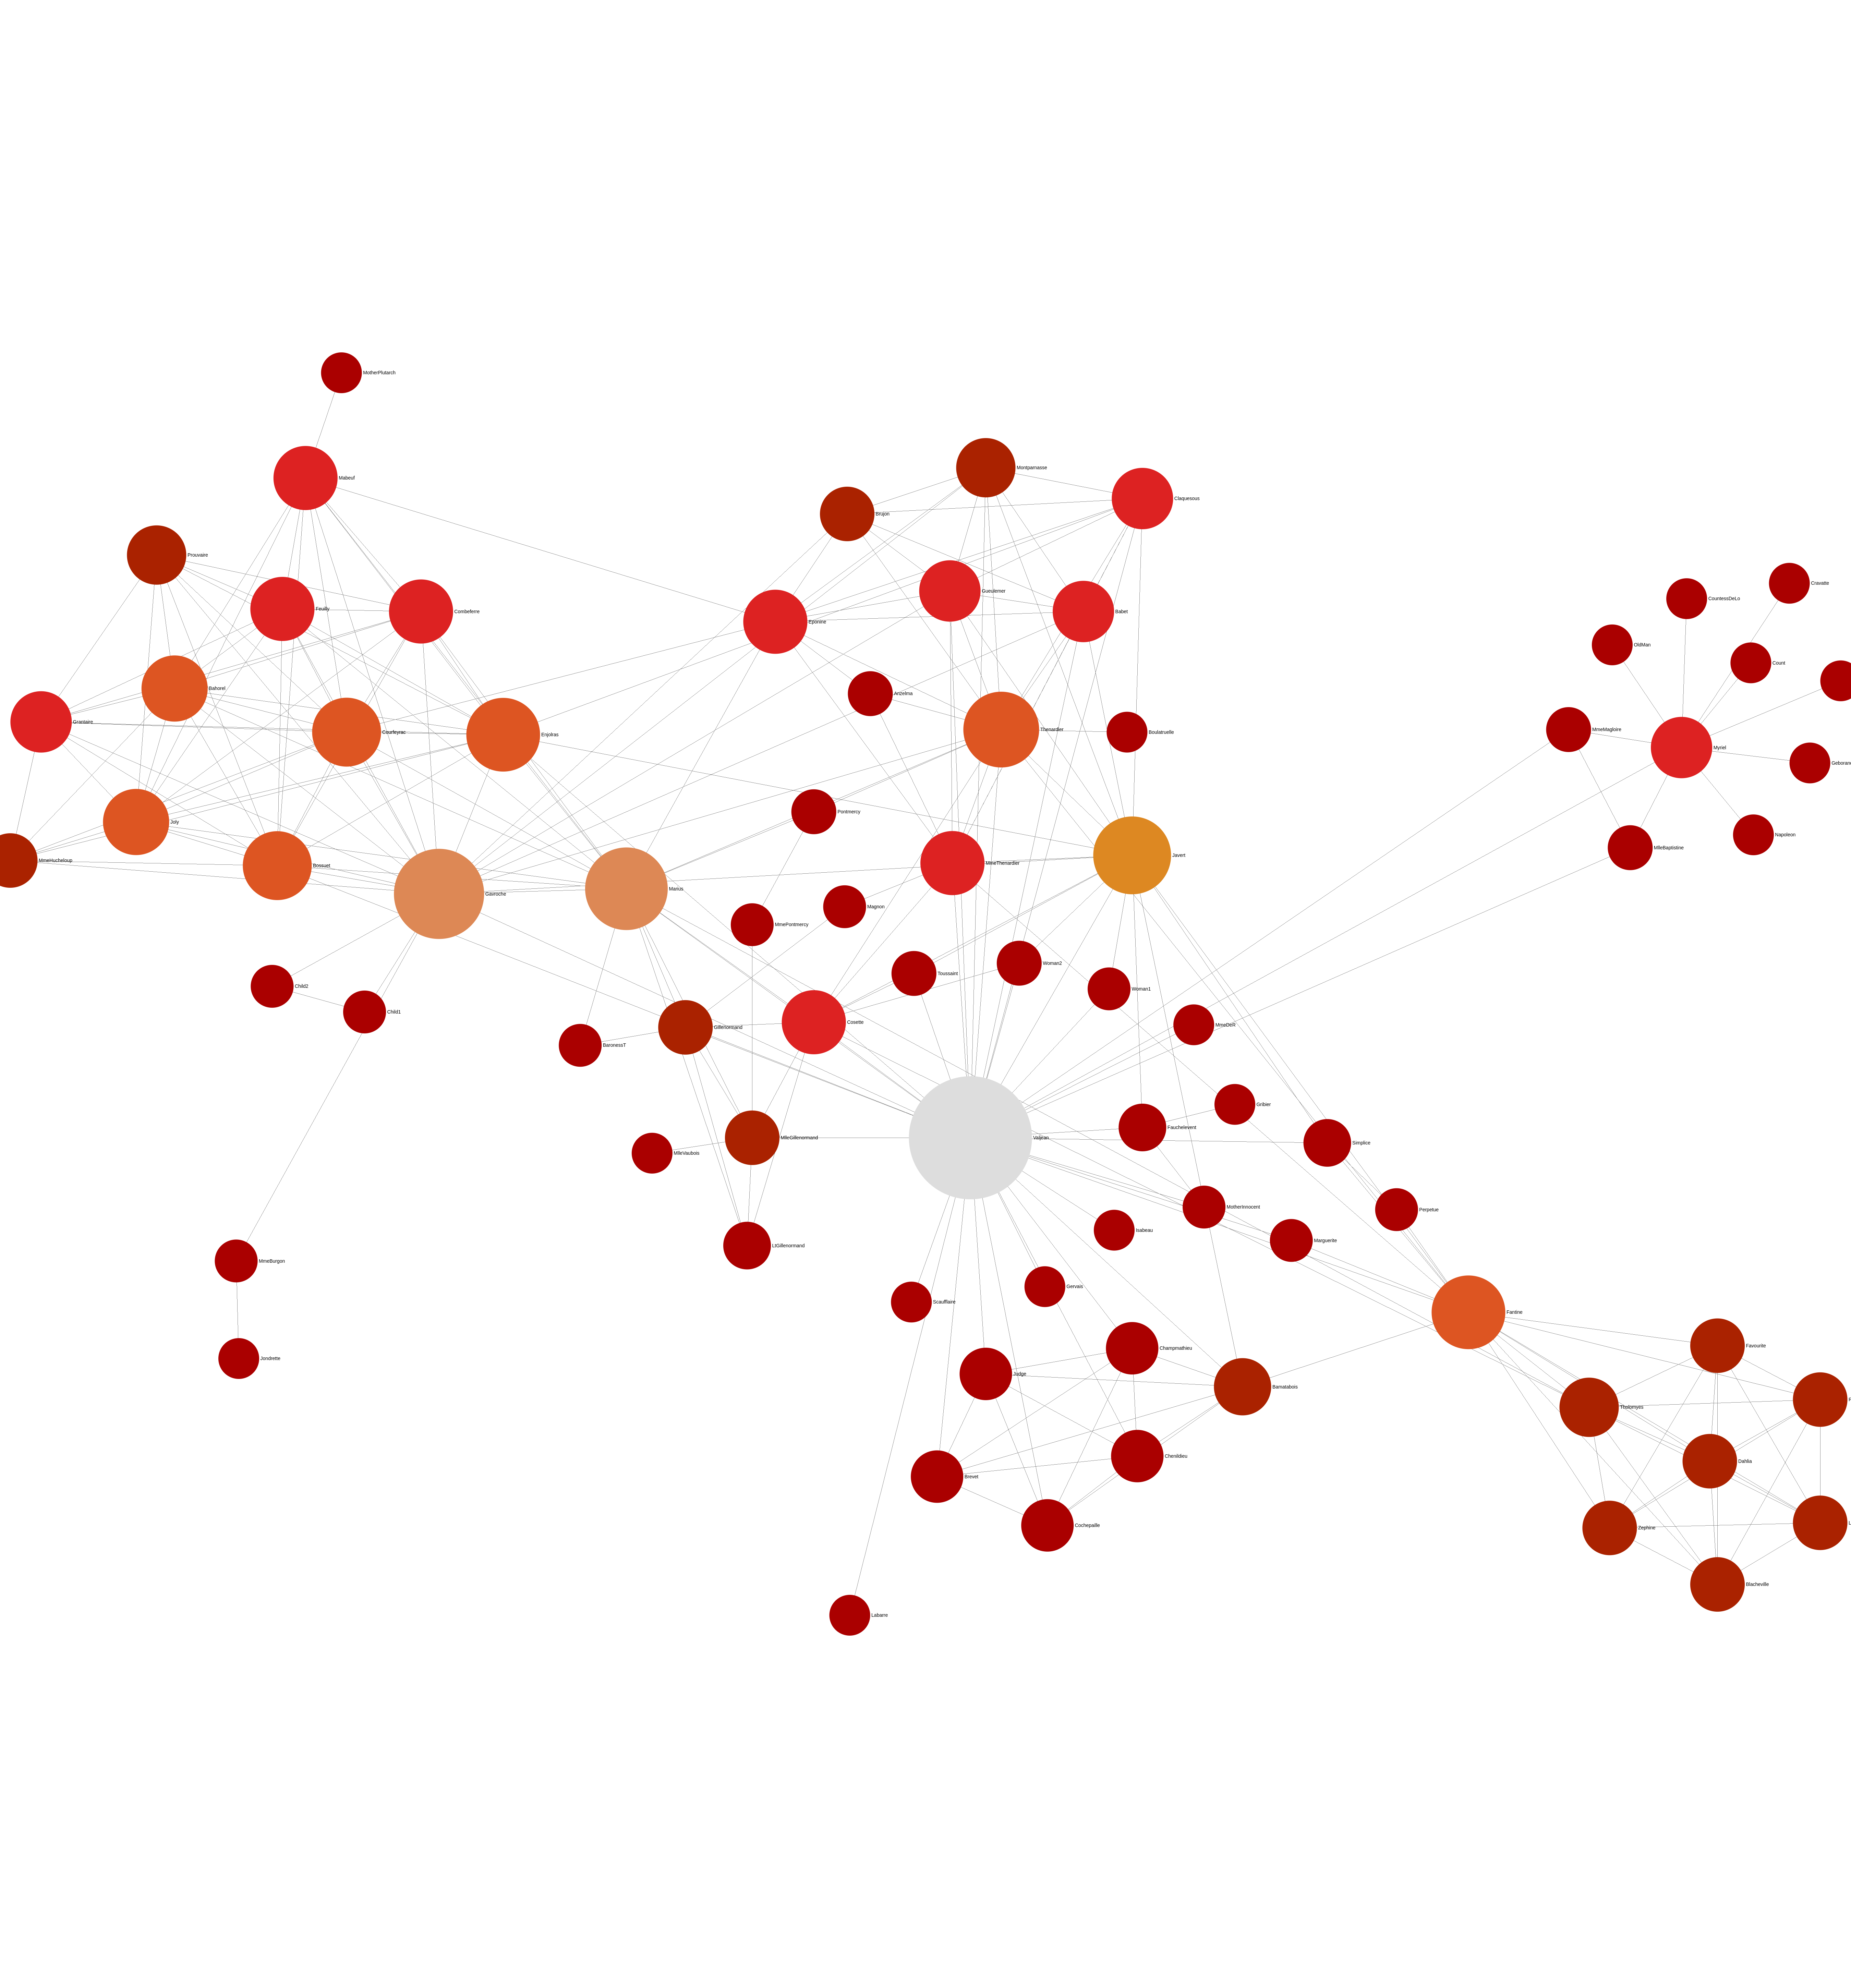 MotherPlutarch
Montparnasse
Mabeuf
Claquesous
Brujon
Prouvaire
Cravatte
Gueulemer
CountessDeLo
Feuilly
Combeferre
Babet
Eponine
OldMan
Count
Bahorel
Anzelma
Grantaire
Thenardier
MmeMagloire
Courfeyrac
Boulatruelle
Enjolras
Myriel
Pontmercy
Joly
Napoleon
MlleBaptistine
Javert
MmeHucheloup
MmeThenardier
Bossuet
Marius
Gavroche
Magnon
MmePontmercy
Woman2
Toussaint
Child2
Woman1
Child1
Cosette
MmeDeR
Gillenormand
BaronessT
Gribier
Fauchelevent
MlleGillenormand
Valjean
Simplice
MlleVaubois
MotherInnocent
Perpetue
Isabeau
Marguerite
LtGillenormand
MmeBurgon
Gervais
Scaufflaire
Fantine
Favourite
Champmathieu
Jondrette
Judge
Bamatabois
Tholomyes
Chenildieu
Dahlia
Brevet
Cochepaille
Zephine
Blacheville
Labarre